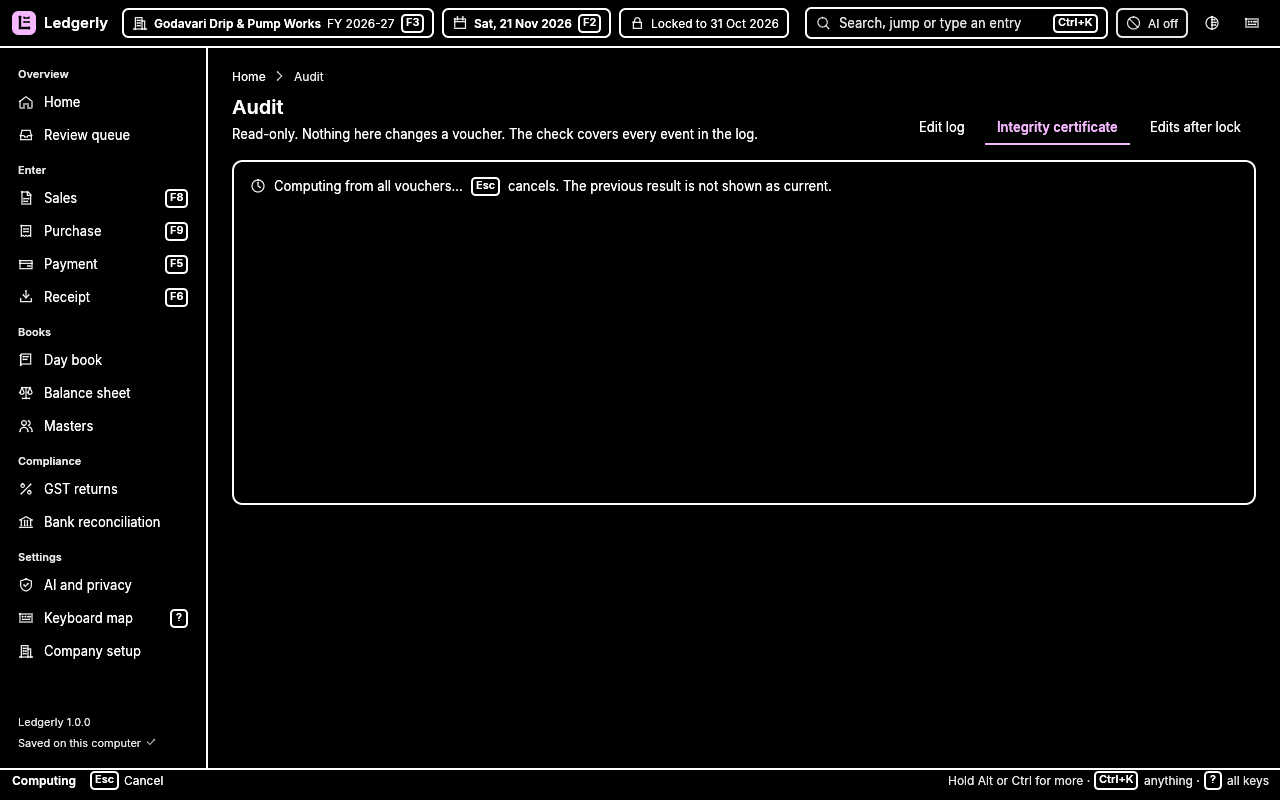 Ledgerly
Godavari Drip & Pump Works FY 2026-27 F3
Sat, 21 Nov 2026 F2
Locked to 31 Oct 2026
Search, jump or type an entry Ctrl+K
AI off
Overview
Home
Review queue
Enter
Sales F8
Purchase F9
Payment F5
Receipt F6
Books
Day book
Balance sheet
Masters
Compliance
GST returns
Bank reconciliation
Settings
AI and privacy
Keyboard map ?
Company setup
Ledgerly 1.0.0
Saved on this computer
Home Audit
Audit
Read-only. Nothing here changes a voucher. The check covers every event in the log.
Edit log Integrity certificate Edits after lock
Computing from all vouchers... Esc cancels. The previous result is not shown as current.
Computing Esc Cancel
Hold Alt or Ctrl for more · Ctrl+K anything · ? all keys